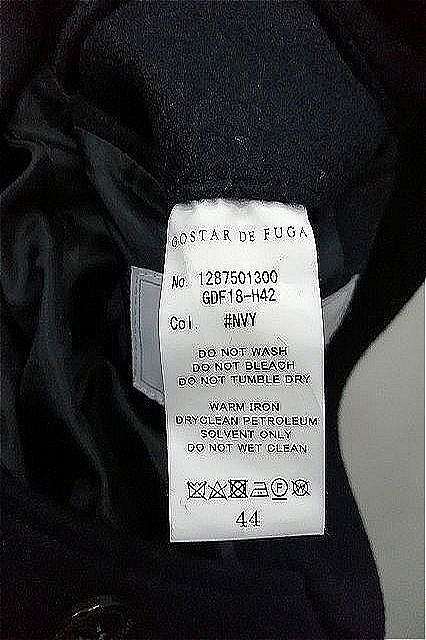 GOSTAR DE FUGA
No. 1287501300
GDF18-H42
Col. #NVY
DO NOT WASH
DO NOT BLEACH
DO NOT TUMBLE DRY
WARM IRON
DRYCLEAN PETROLEUM
SOLVENT ONLY
DO NOT WET CLEAN
44